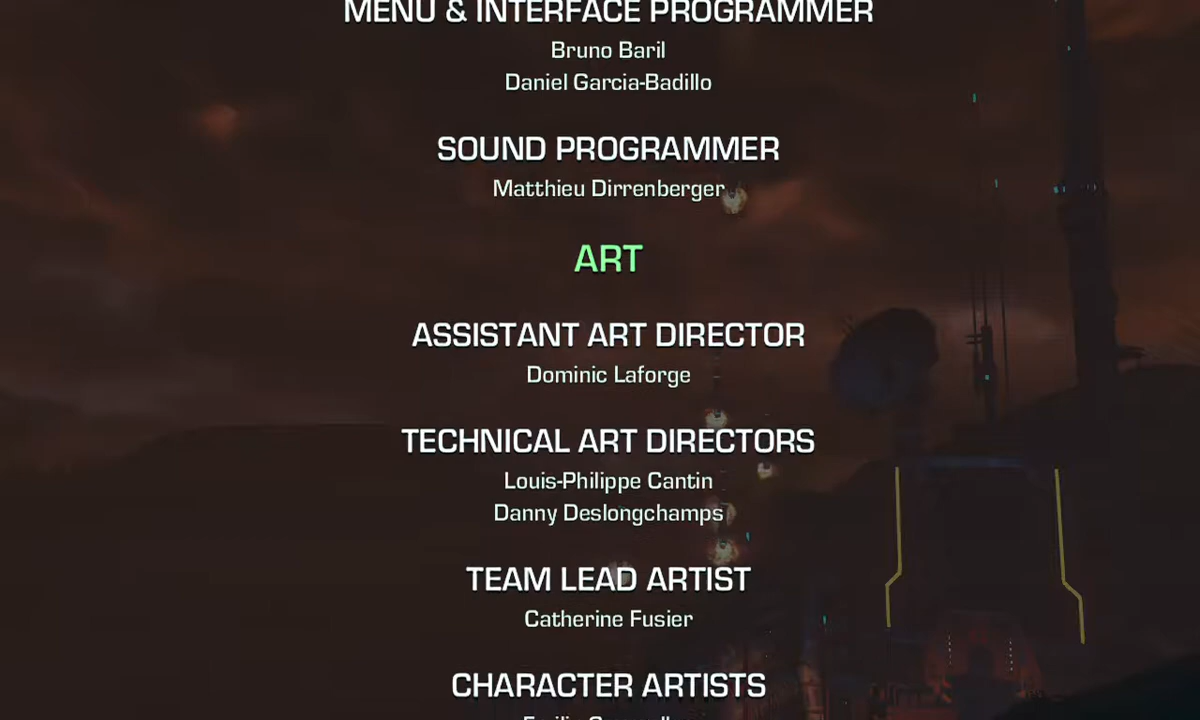 MENU & INTERFACE PROGRAMMER
Bruno Baril
Daniel Garcia-Badillo
SOUND PROGRAMMER
Matthieu Dirrenberger
ART
ASSISTANT ART DIRECTOR
Dominic Laforge
TECHNICAL ART DIRECTORS
Louis-Philippe Cantin
Danny Deslongchamps
TEAM LEAD ARTIST
Catherine Fusier
CHARACTER ARTISTS